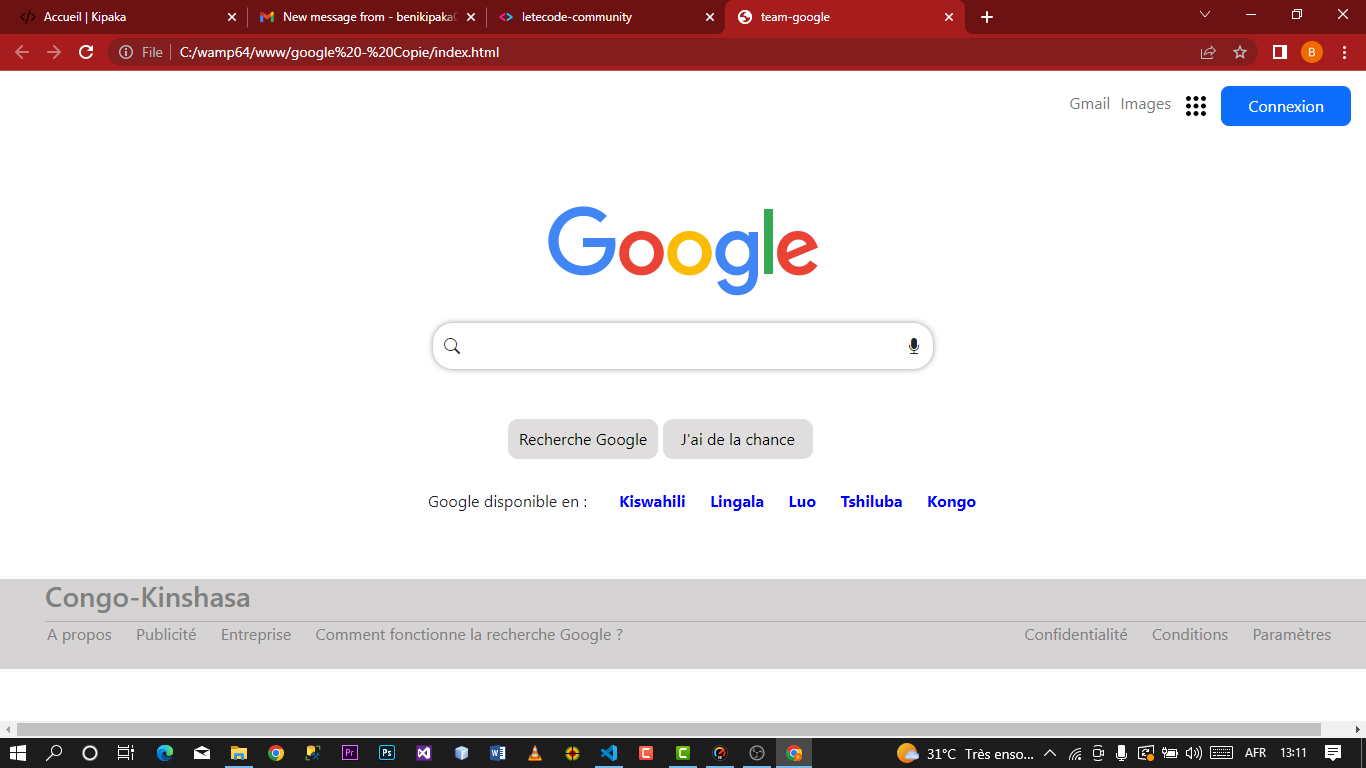 Accueil | Kipaka
New message from - benikipaka
letecode-community
team-google
File
C:/wamp64/www/google%20-%20Copie/index.html
B
Gmail Images
Connexion
Google
Recherche Google
J'ai de la chance
Google disponible en : Kiswahili Lingala Luo Tshiluba Kongo
Congo-Kinshasa
A propos Publicité Entreprise Comment fonctionne la recherche Google ?
Confidentialité Conditions Paramètres
Pr
Ps
31°C Très enso...
AFR
13:11